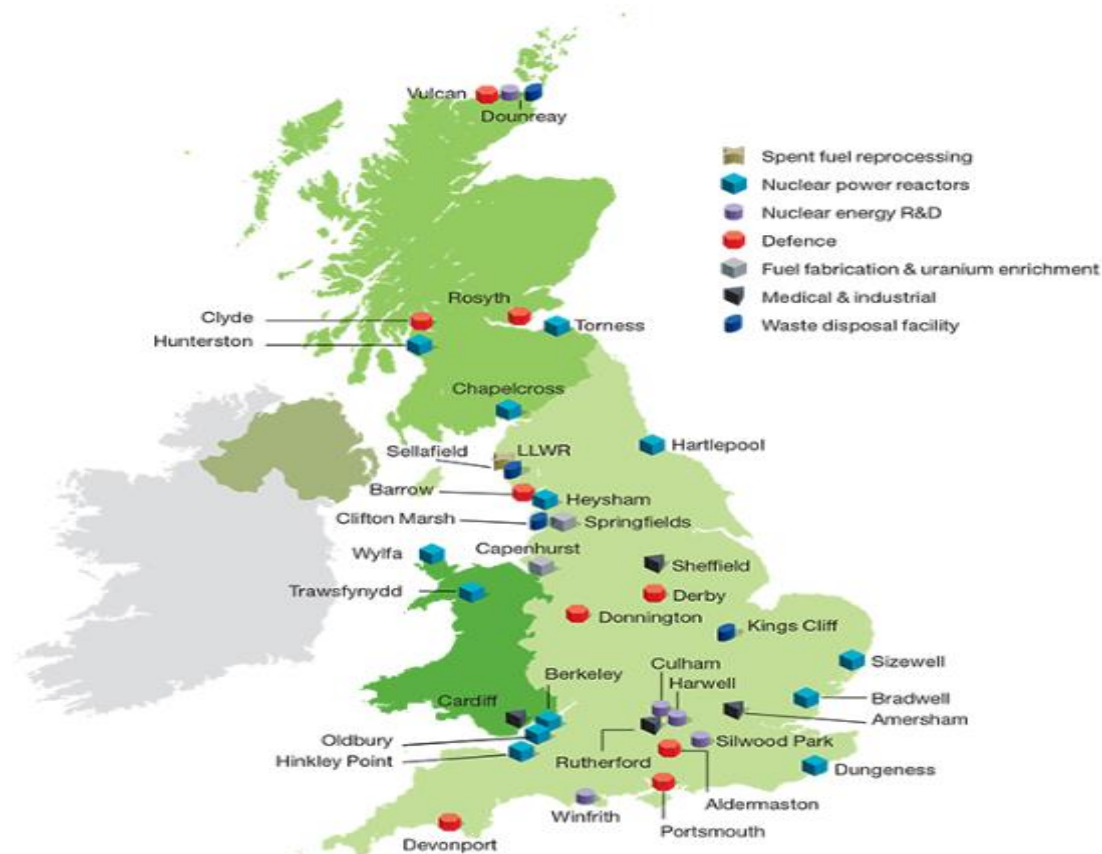 Vulcan
Dounreay
Spent fuel reprocessing
Nuclear power reactors
Nuclear energy R&D
Defence
Fuel fabrication & uranium enrichment
Medical & industrial
Waste disposal facility
Rosyth
Clyde
Torness
Hunterston
Chapelcross
Hartlepool
Sellafield
LLWR
Barrow
Heysham
Clifton Marsh
Springfields
Capenhurst
Wylfa
Sheffield
Trawsfynydd
Derby
Donnington
Kings Cliff
Culham
Sizewell
Berkeley
Harwell
Cardiff
Bradwell
Amersham
Oldbury
Silwood Park
Hinkley Point
Rutherford
Dungeness
Aldermaston
Winfrith
Portsmouth
Devonport